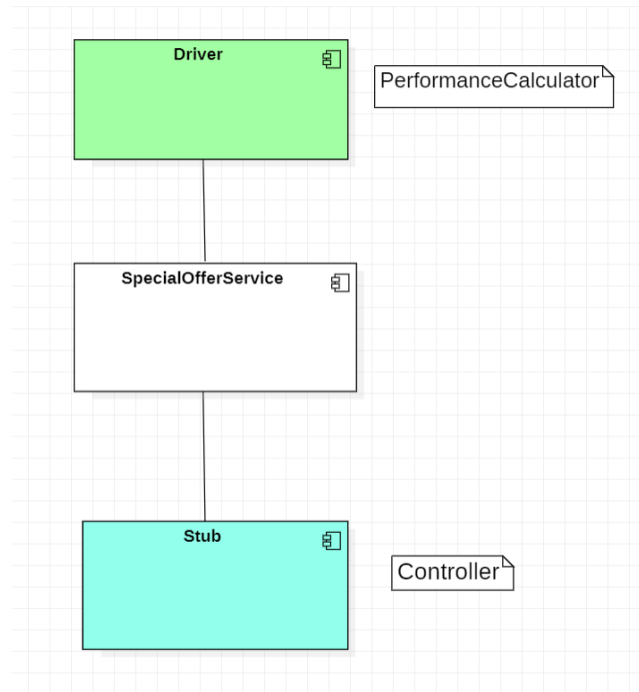 Driver
PerformanceCalculator
SpecialOfferService
Stub
Controller